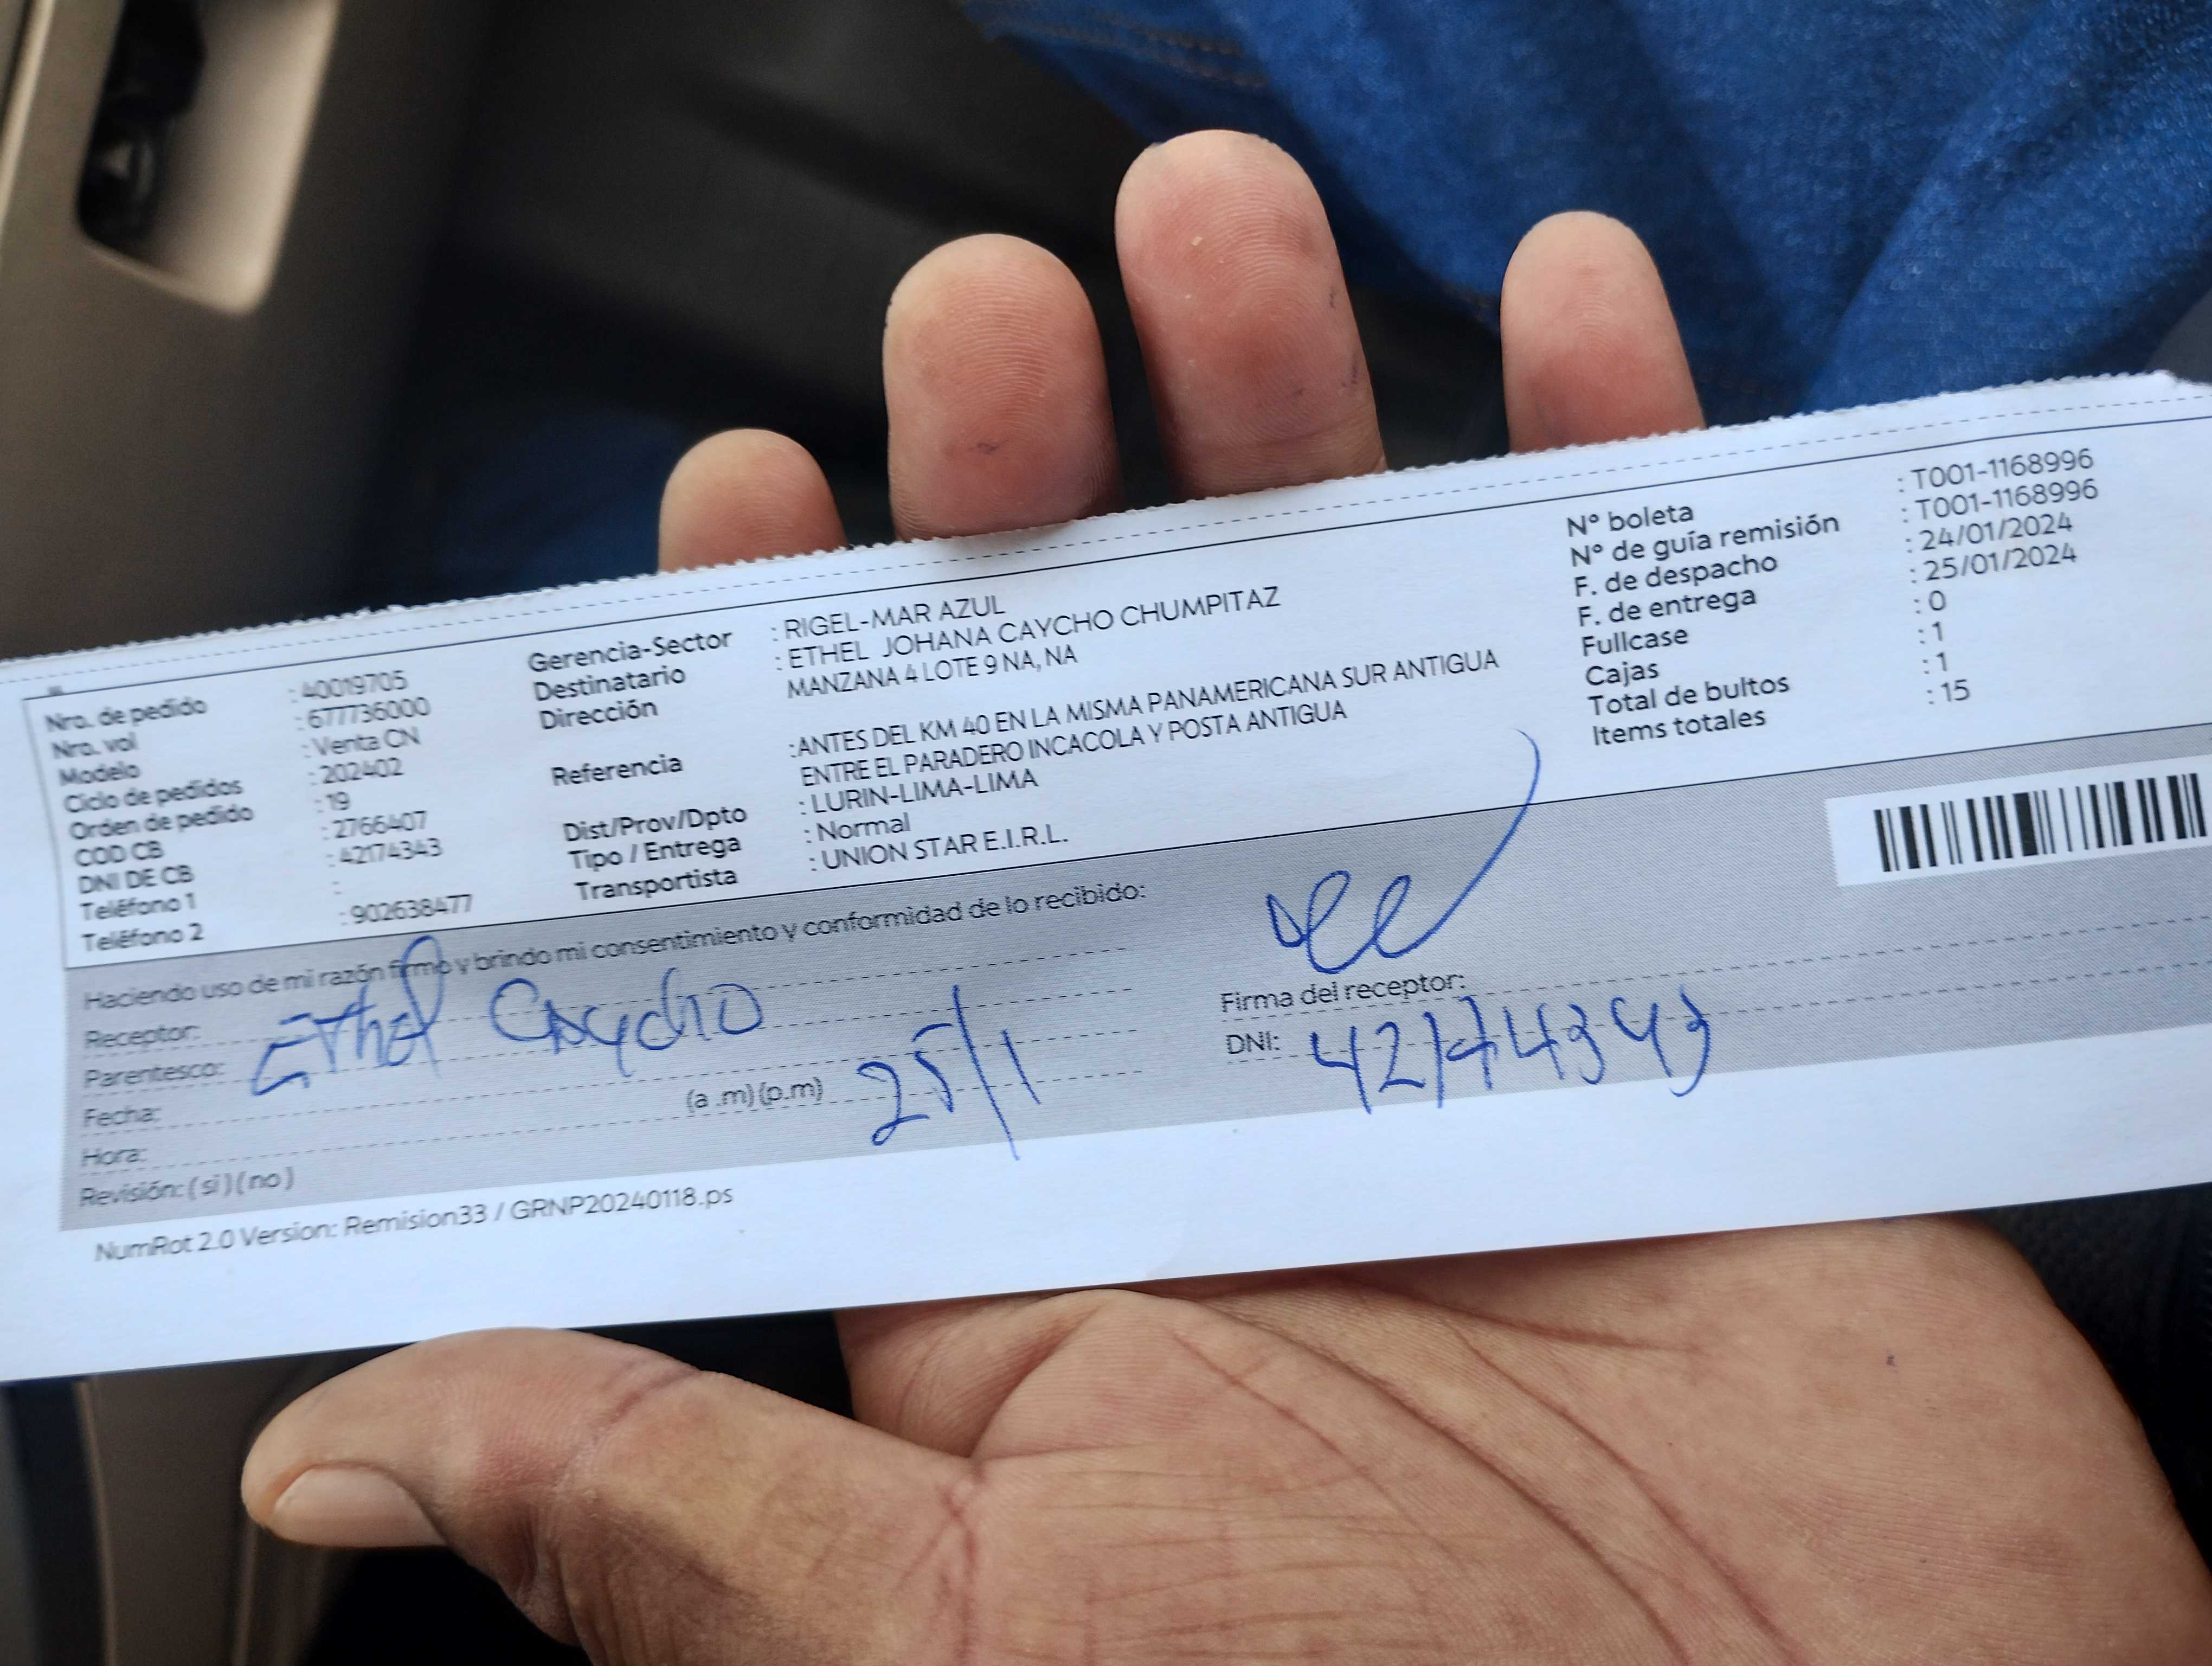 Nro. de pedido : 40019705
Nro. vol : 677736000
Modelo : Venta CN
Ciclo de pedidos : 202402
Orden de pedido : 19
COD CB : 2766407
DNI DE CB : 42174343
Teléfono 1 :
Teléfono 2 : 902638477
Gerencia-Sector : RIGEL-MAR AZUL
Destinatario : ETHEL JOHANA CAYCHO CHUMPITAZ
Dirección MANZANA 4 LOTE 9 NA, NA
Referencia :ANTES DEL KM 40 EN LA MISMA PANAMERICANA SUR ANTIGUA
ENTRE EL PARADERO INCACOLA Y POSTA ANTIGUA
Dist/Prov/Dpto : LURIN-LIMA-LIMA
Tipo / Entrega : Normal
Transportista : UNION STAR E.I.R.L.
Nº boleta : T001-1168996
Nº de guía remisión : T001-1168996
F. de despacho : 24/01/2024
F. de entrega : 25/01/2024
Fullcase : 0
Cajas : 1
Total de bultos : 1
Items totales : 15
Haciendo uso de mi razón firmo y brindo mi consentimiento y conformidad de lo recibido:
Receptor: Ethel Caycho
Parentesco:
Fecha: 25/1
Hora: (a .m) (p.m)
Revisión: ( si ) ( no )
Firma del receptor:
DNI: 42174343
NumRot 2.0 Version: Remision33 / GRNP20240118.ps